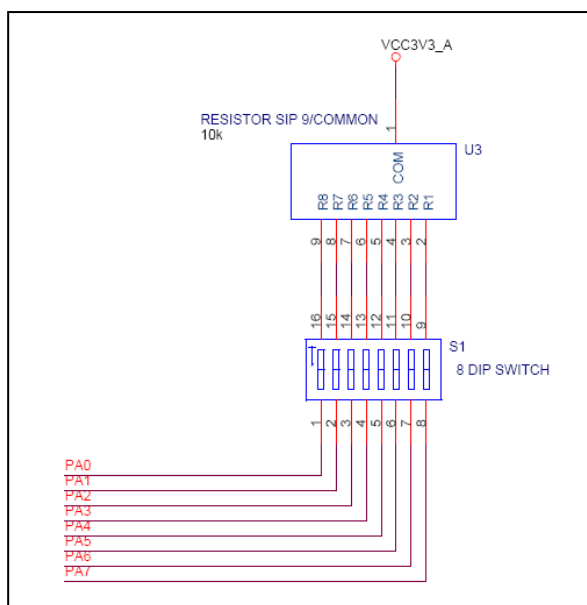 VCC3V3_A
RESISTOR SIP 9/COMMON
10k
1
U3
COM
R8 R7 R6 R5 R4 R3 R2 R1
9 8 7 6 5 4 3 2
16 15 14 13 12 11 10 9
S1
8 DIP SWITCH
1 2 3 4 5 6 7 8
PA0
PA1
PA2
PA3
PA4
PA5
PA6
PA7